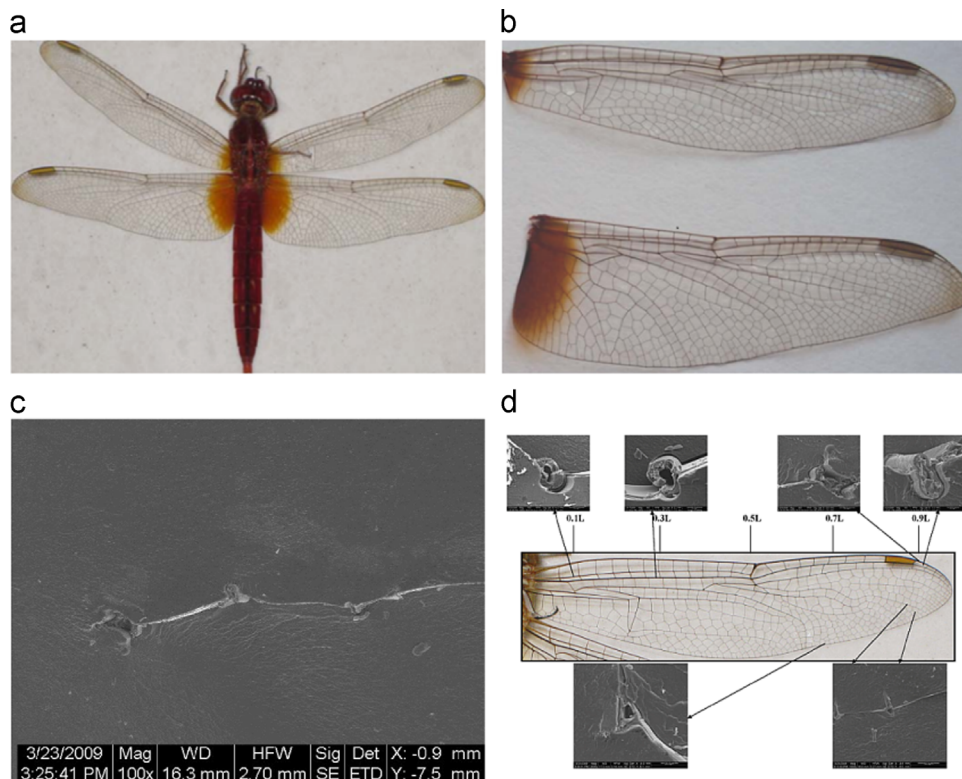 a
b
c
3/23/2009 Mag WD HFW Sig Det X: -0.9 mm
3:25:41 PM 100x 16.3 mm 2.70 mm SE ETD Y: -7.5 mm
d
0.1L 0.3L 0.5L 0.7L 0.9L